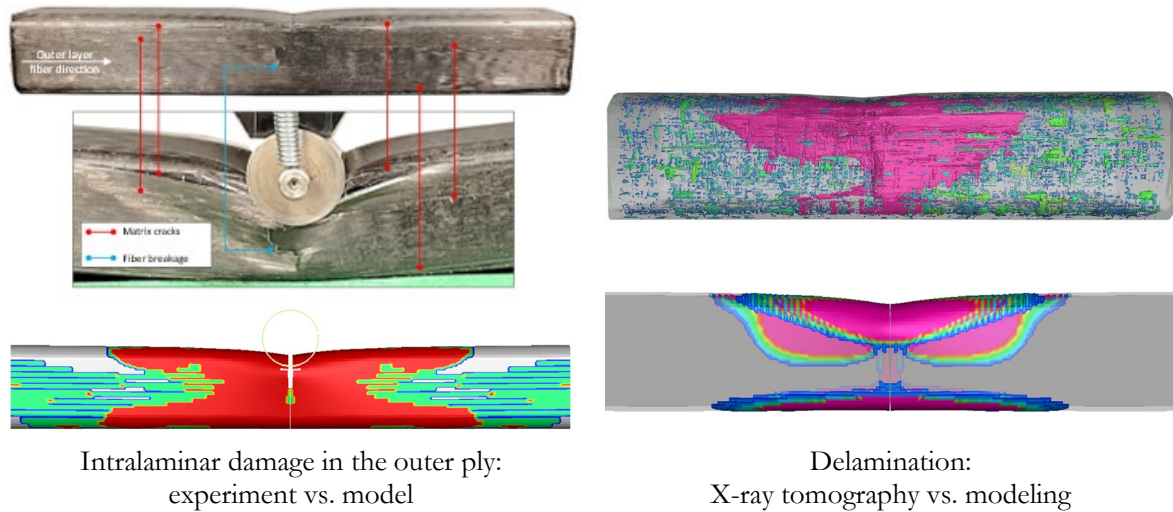 Outer layer
fiber direction
Matrix cracks
Fiber breakage
Intralaminar damage in the outer ply:
experiment vs. model
Delamination:
X-ray tomography vs. modeling